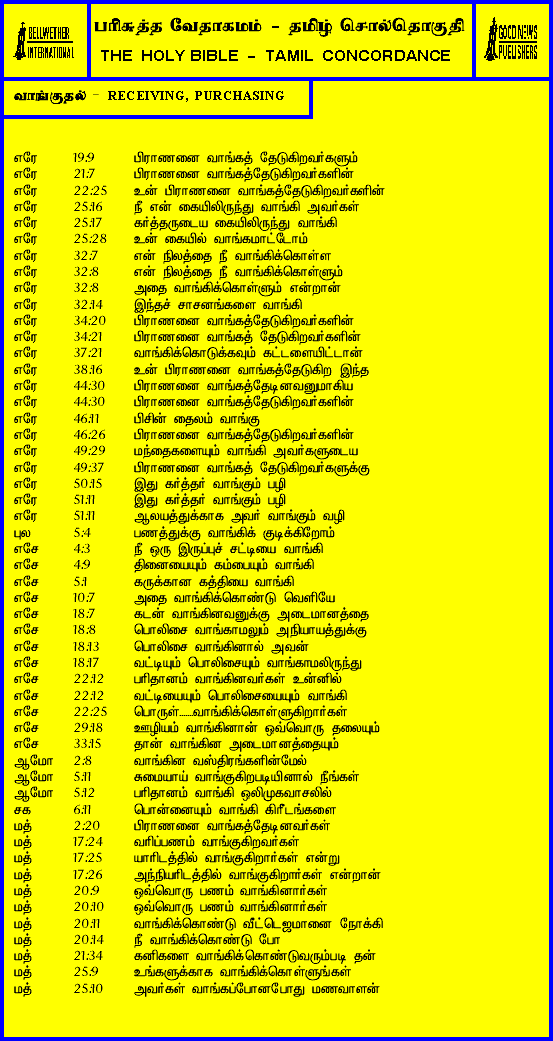 BELLWETHER
INTERNATIONAL
பரிசுத்த வேதாகமம் - தமிழ் சொல்தொகுதி
THE HOLY BIBLE - TAMIL CONCORDANCE
GOOD NEWS
PUBLISHERS
வாங்குதல் - RECEIVING, PURCHASING
எரே 19:9 பிராணனை வாங்கத் தேடுகிறவர்களும்
எரே 21:7 பிராணனை வாங்கத்தேடுகிறவர்களின்
எரே 22:25 உன் பிராணனை வாங்கத்தேடுகிறவர்களின்
எரே 25:16 நீ என் கையிலிருந்து வாங்கி அவர்கள்
எரே 25:17 கர்த்தருடைய கையிலிருந்து வாங்கி
எரே 25:28 உன் கையில் வாங்கமாட்டோம்
எரே 32:7 என் நிலத்தை நீ வாங்கிக்கொள்ள
எரே 32:8 என் நிலத்தை நீ வாங்கிக்கொள்ளும்
எரே 32:8 அதை வாங்கிக்கொள்ளும் என்றான்
எரே 32:14 இந்தச் சாசனங்களை வாங்கி
எரே 34:20 பிராணனை வாங்கத்தேடுகிறவர்களின்
எரே 34:21 பிராணனை வாங்கத் தேடுகிறவர்களின்
எரே 37:21 வாங்கிக்கொடுக்கவும் கட்டளையிட்டான்
எரே 38:16 உன் பிராணனை வாங்கத்தேடுகிற இந்த
எரே 44:30 பிராணனை வாங்கத்தேடினவனுமாகிய
எரே 44:30 பிராணனை வாங்கத்தேடுகிறவர்களின்
எரே 46:11 பிசின் தைலம் வாங்கு
எரே 46:26 பிராணனை வாங்கத்தேடுகிறவர்களின்
எரே 49:29 மந்தைகளையும் வாங்கி அவர்களுடைய
எரே 49:37 பிராணனை வாங்கத் தேடுகிறவர்களுக்கு
எரே 50:15 இது கர்த்தர் வாங்கும் பழி
எரே 51:11 இது கர்த்தர் வாங்கும் பழி
எரே 51:11 ஆலயத்துக்காக அவர் வாங்கும் வழி
புல 5:4 பணத்துக்கு வாங்கிக் குடிக்கிறோம்
எசே 4:3 நீ ஒரு இருப்புச் சட்டியை வாங்கி
எசே 4:9 தினையையும் கம்பையும் வாங்கி
எசே 5:1 கருக்கான கத்தியை வாங்கி
எசே 10:7 அதை வாங்கிக்கொண்டு வெளியே
எசே 18:7 கடன் வாங்கினவனுக்கு அடைமானத்தை
எசே 18:8 பொலிசை வாங்காமலும் அநியாயத்துக்கு
எசே 18:13 பொலிசை வாங்கினால் அவன்
எசே 18:17 வட்டியும் பொலிசையும் வாங்காமலிருந்து
எசே 22:12 பரிதானம் வாங்கினவர்கள் உன்னில்
எசே 22:12 வட்டியையும் பொலிசையையும் வாங்கி
எசே 22:25 பொருள்......வாங்கிக்கொள்ளுகிறார்கள்
எசே 29:18 ஊழியம் வாங்கினான் ஒவ்வொரு தலையும்
எசே 33:15 தான் வாங்கின அடைமானத்தையும்
ஆமோ 2:8 வாங்கின வஸ்திரங்களின்மேல்
ஆமோ 5:11 சுமையாய் வாங்குகிறபடியினால் நீங்கள்
ஆமோ 5:12 பரிதானம் வாங்கி ஒலிமுகவாசலில்
சக 6:11 பொன்னையும் வாங்கி கிரீடங்களை
மத் 2:20 பிராணனை வாங்கத்தேடினவர்கள்
மத் 17:24 வரிப்பணம் வாங்குகிறவர்கள்
மத் 17:25 யாரிடத்தில் வாங்குகிறார்கள் என்று
மத் 17:26 அந்நியரிடத்தில் வாங்குகிறார்கள் என்றான்
மத் 20:9 ஒவ்வொரு பணம் வாங்கினார்கள்
மத் 20:10 ஒவ்வொரு பணம் வாங்கினார்கள்
மத் 20:11 வாங்கிக்கொண்டு வீட்டெஜமானை நோக்கி
மத் 20:14 நீ வாங்கிக்கொண்டு போ
மத் 21:34 கனிகளை வாங்கிக்கொண்டுவரும்படி தன்
மத் 25:9 உங்களுக்காக வாங்கிக்கொள்ளுங்கள்
மத் 25:10 அவர்கள் வாங்கப்போனபோது மணவாளன்